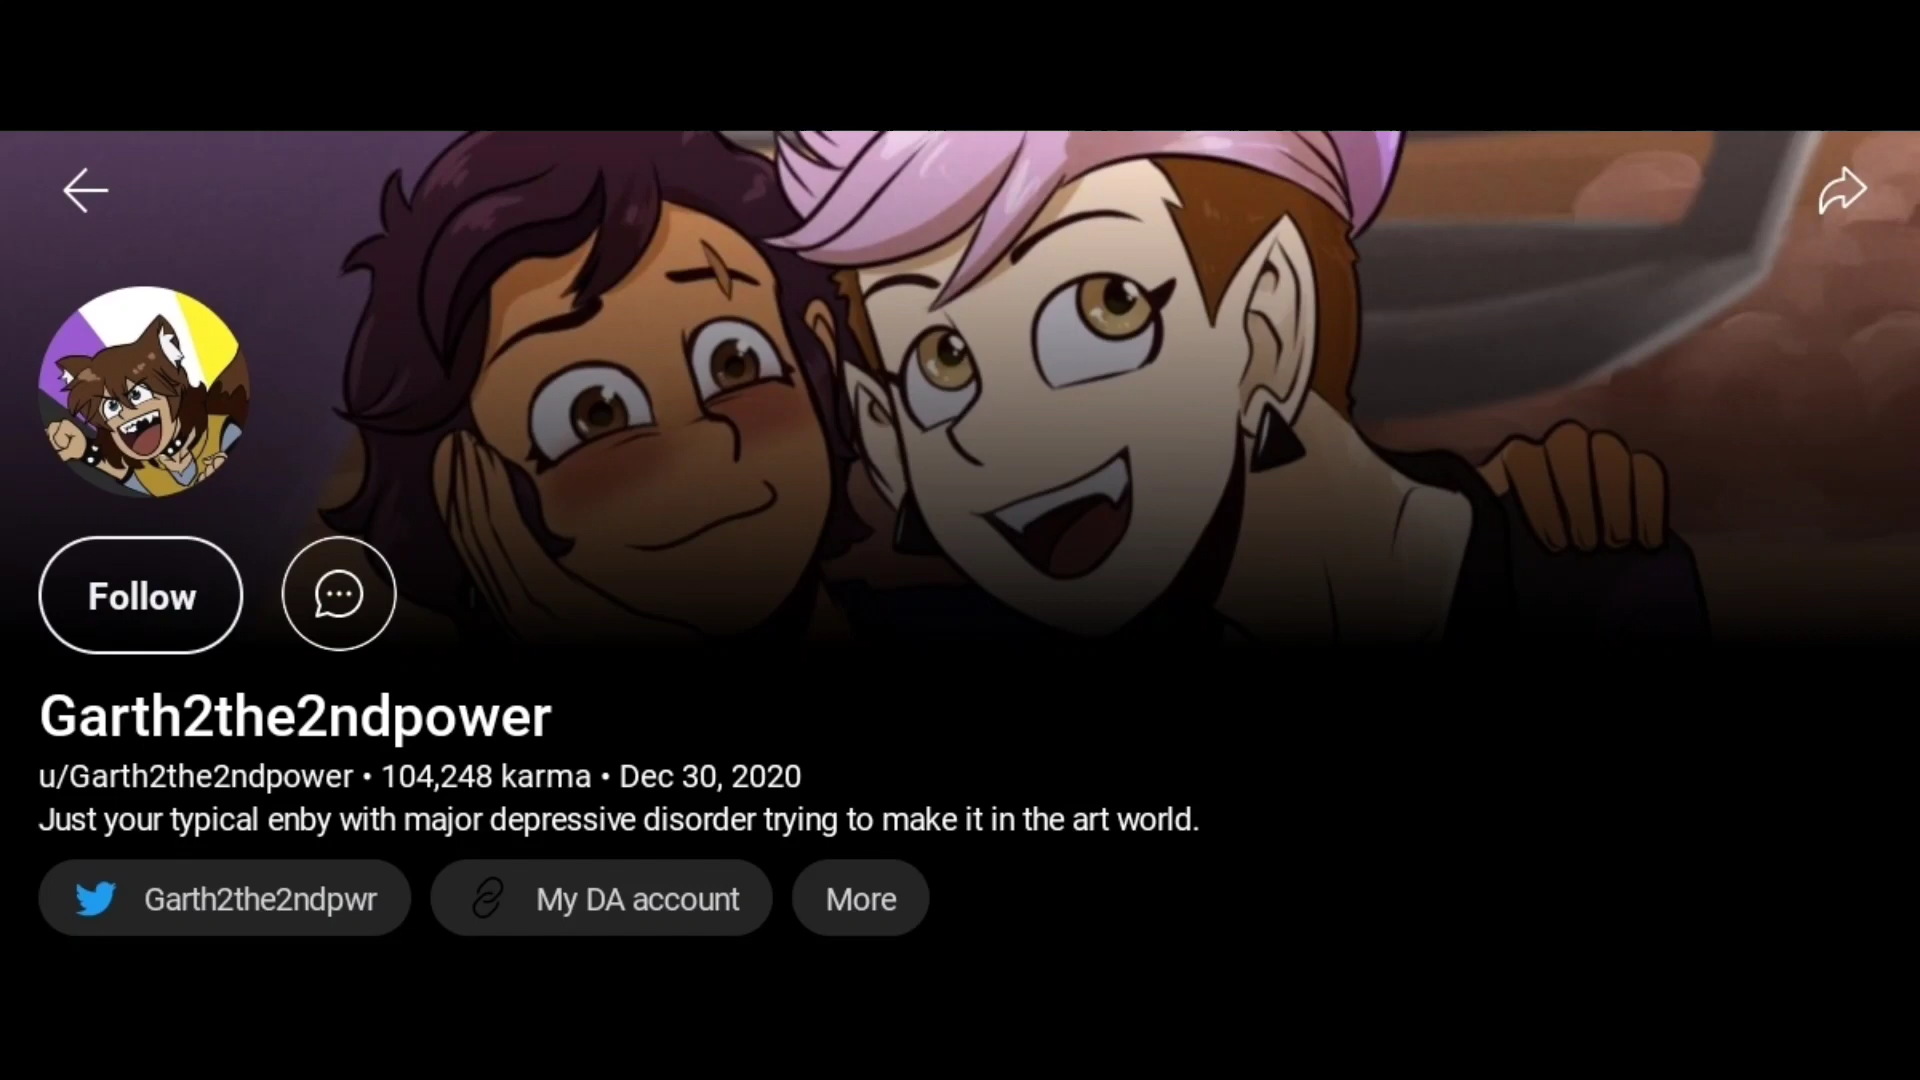 Follow
Garth2the2ndpower
u/Garth2the2ndpower • 104,248 karma • Dec 30, 2020
Just your typical enby with major depressive disorder trying to make it in the art world.
Garth2the2ndpwr My DA account More